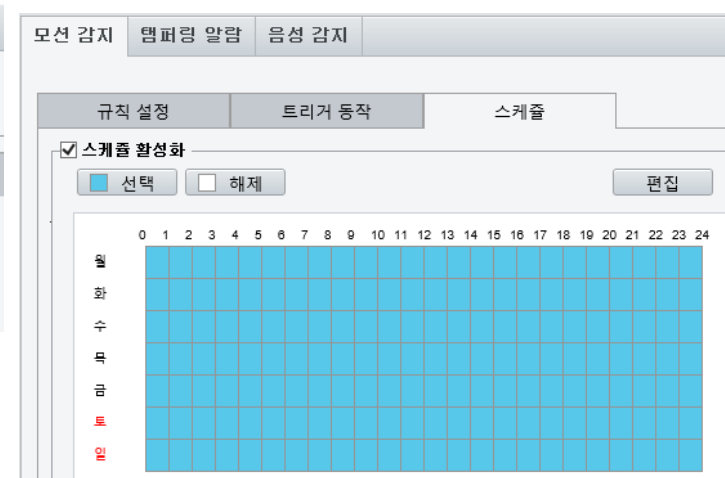 모션 감지 탬퍼링 알람 음성 감지
규칙 설정 트리거 동작 스케쥴
스케쥴 활성화
선택 해제 편집
0 1 2 3 4 5 6 7 8 9 10 11 12 13 14 15 16 17 18 19 20 21 22 23 24
월
화
수
목
금
토
일